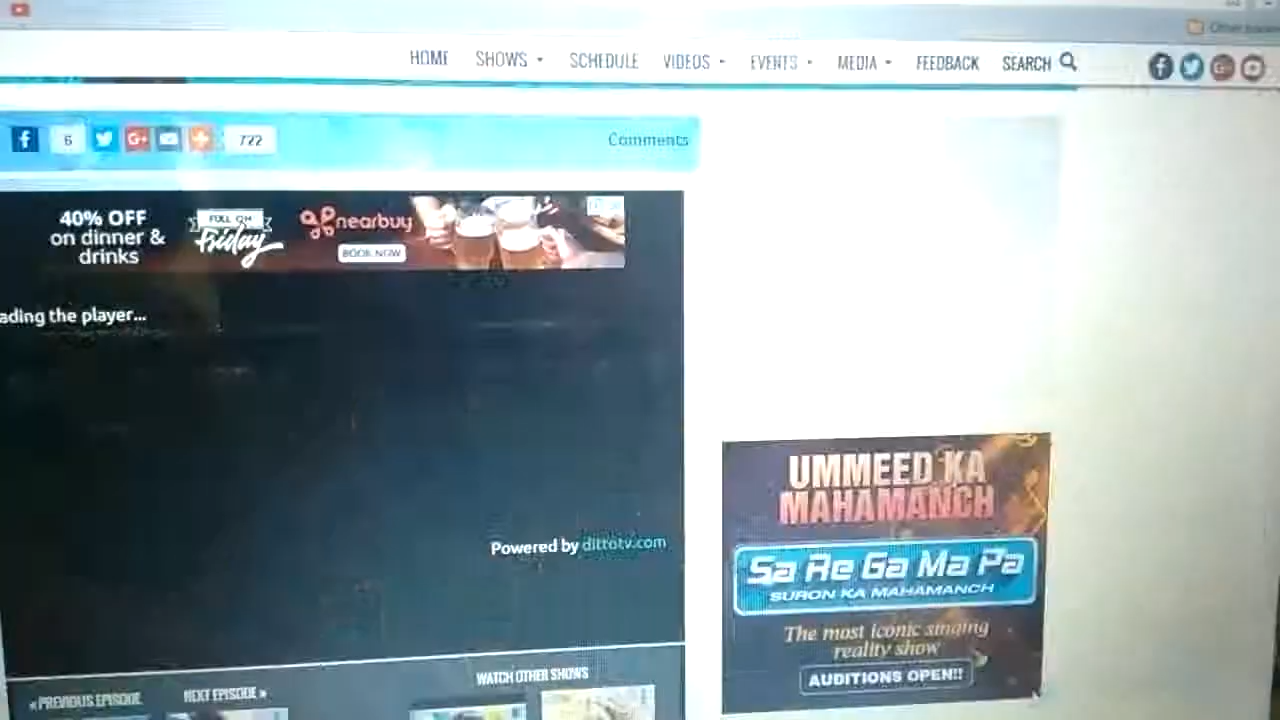 Other
HOME SHOWS SCHEDULE VIDEOS EVENTS MEDIA FEEDBACK SEARCH
6
722
Comments
40% OFF
on dinner &
drinks
FULL ON
Friday
nearbuy
BOOK NOW
ading the player...
Powered by dittotv.com
UMMEED KA
MAHAMANCH
Sa Re Ga Ma Pa
SURON KA MAHAMANCH
The most iconic singing
reality show
AUDITIONS OPEN!!
« PREVIOUS EPISODE
NEXT EPISODE »
WATCH OTHER SHOWS